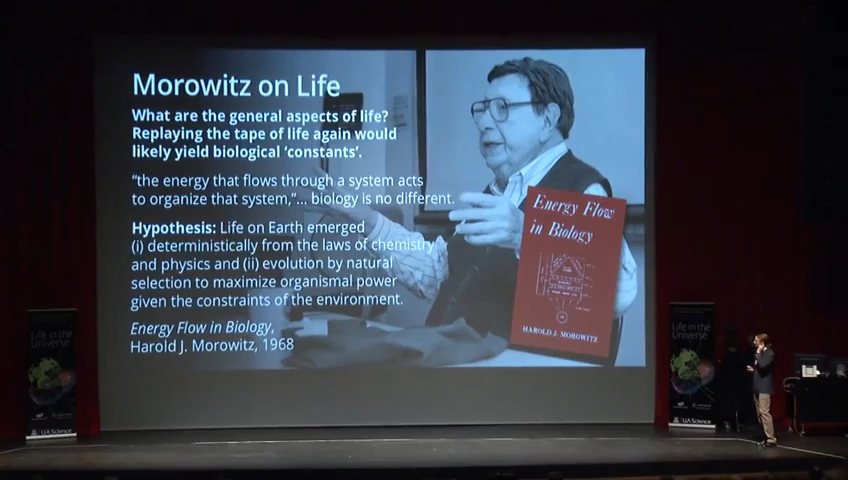 Morowitz on Life
What are the general aspects of life?
Replaying the tape of life again would
likely yield biological ‘constants’.
“the energy that flows through a system acts
to organize that system,”... biology is no different.
Hypothesis: Life on Earth emerged
(i) deterministically from the laws of chemistry
and physics and (ii) evolution by natural
selection to maximize organismal power
given the constraints of the environment.
Energy Flow in Biology,
Harold J. Morowitz, 1968
Energy Flow
in Biology
HAROLD J. MOROWITZ
Life in the
Universe
UA Science
Life in the
Universe
UA Science